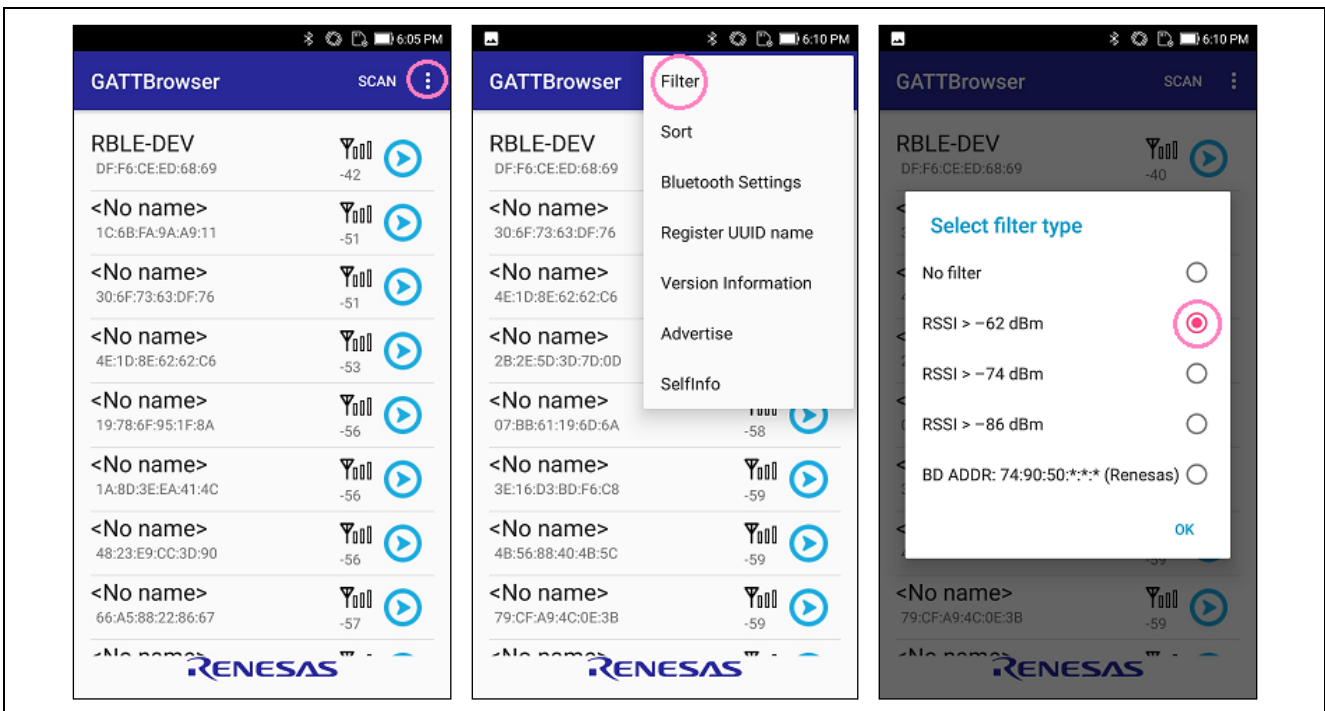 6:05 PM
GATTBrowser SCAN
RBLE-DEV
DF:F6:CE:ED:68:69 -42
<No name>
1C:6B:FA:9A:A9:11 -51
<No name>
30:6F:73:63:DF:76 -51
<No name>
4E:1D:8E:62:62:C6 -53
<No name>
19:78:6F:95:1F:8A -56
<No name>
1A:8D:3E:EA:41:4C -56
<No name>
48:23:E9:CC:3D:90 -56
<No name>
66:A5:88:22:86:67 -57
<No name>
RENESAS
6:10 PM
GATTBrowser
Filter
Sort
Bluetooth Settings
Register UUID name
Version Information
Advertise
SelfInfo
RBLE-DEV
DF:F6:CE:ED:68:69
<No name>
30:6F:73:63:DF:76
<No name>
4E:1D:8E:62:62:C6
<No name>
2B:2E:5D:3D:7D:0D
<No name>
07:BB:61:19:6D:6A -58
<No name>
3E:16:D3:BD:F6:C8 -59
<No name>
4B:56:88:40:4B:5C -59
<No name>
79:CF:A9:4C:0E:3B -59
<No name>
RENESAS
6:10 PM
GATTBrowser SCAN
RBLE-DEV
DF:F6:CE:ED:68:69 -40
Select filter type
No filter
RSSI > −62 dBm
RSSI > −74 dBm
RSSI > −86 dBm
BD ADDR: 74:90:50:*:*:* (Renesas)
OK
-59
<No name>
79:CF:A9:4C:0E:3B -59
<No name>
RENESAS